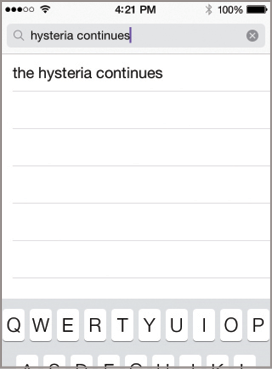 4:21 PM 100%
hysteria continues
the hysteria continues
Q W E R T Y U I O P
A S D F G H J K L